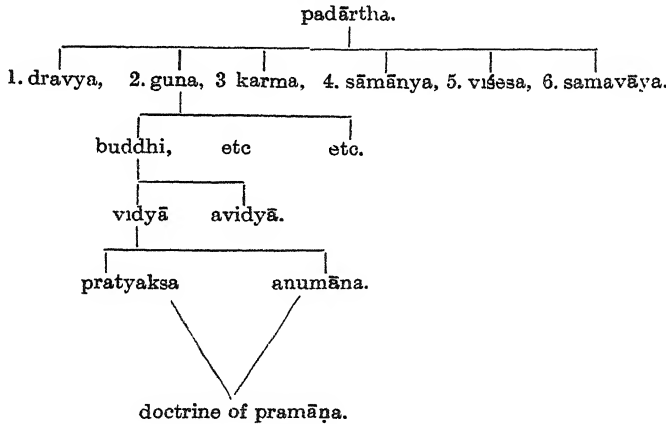 padārtha.
1. dravya, 2. guna, 3 karma, 4. sāmānya, 5. viśesa, 6. samavāya.
buddhi, etc etc.
vidyā avidyā.
pratyaksa anumāna.
doctrine of pramāṇa.